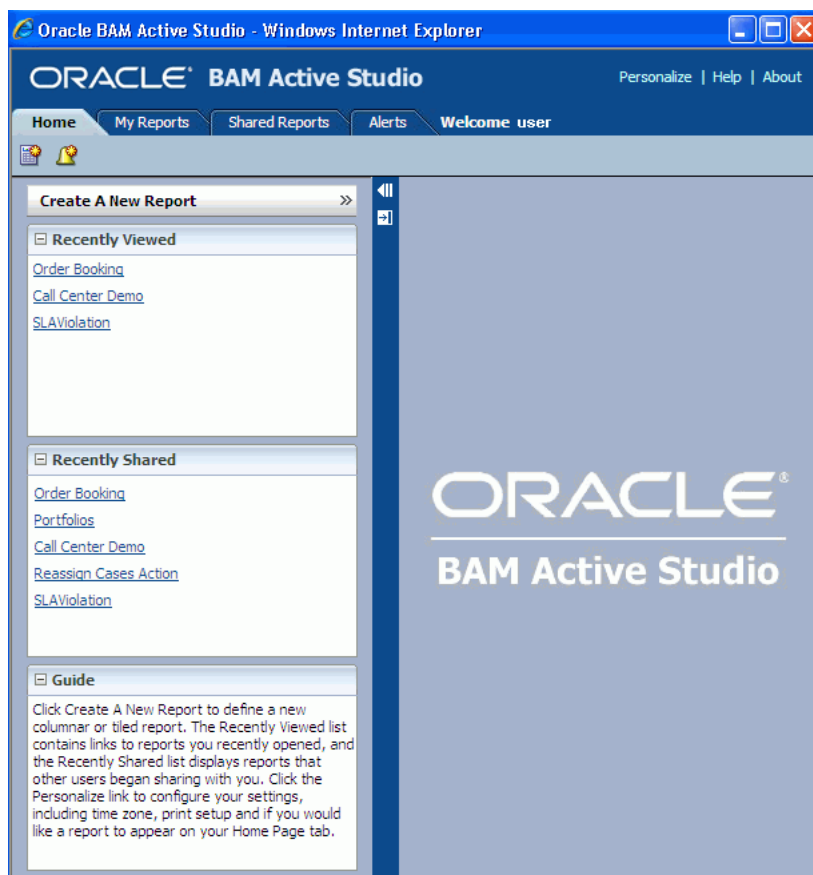 Oracle BAM Active Studio - Windows Internet Explorer
ORACLE® BAM Active Studio
Personalize | Help | About
Home My Reports Shared Reports Alerts Welcome user
Create A New Report »
Recently Viewed
Order Booking
Call Center Demo
SLAViolation
Recently Shared
Order Booking
Portfolios
Call Center Demo
Reassign Cases Action
SLAViolation
ORACLE®
BAM Active Studio
Guide
Click Create A New Report to define a new
columnar or tiled report. The Recently Viewed list
contains links to reports you recently opened, and
the Recently Shared list displays reports that
other users began sharing with you. Click the
Personalize link to configure your settings,
including time zone, print setup and if you would
like a report to appear on your Home Page tab.